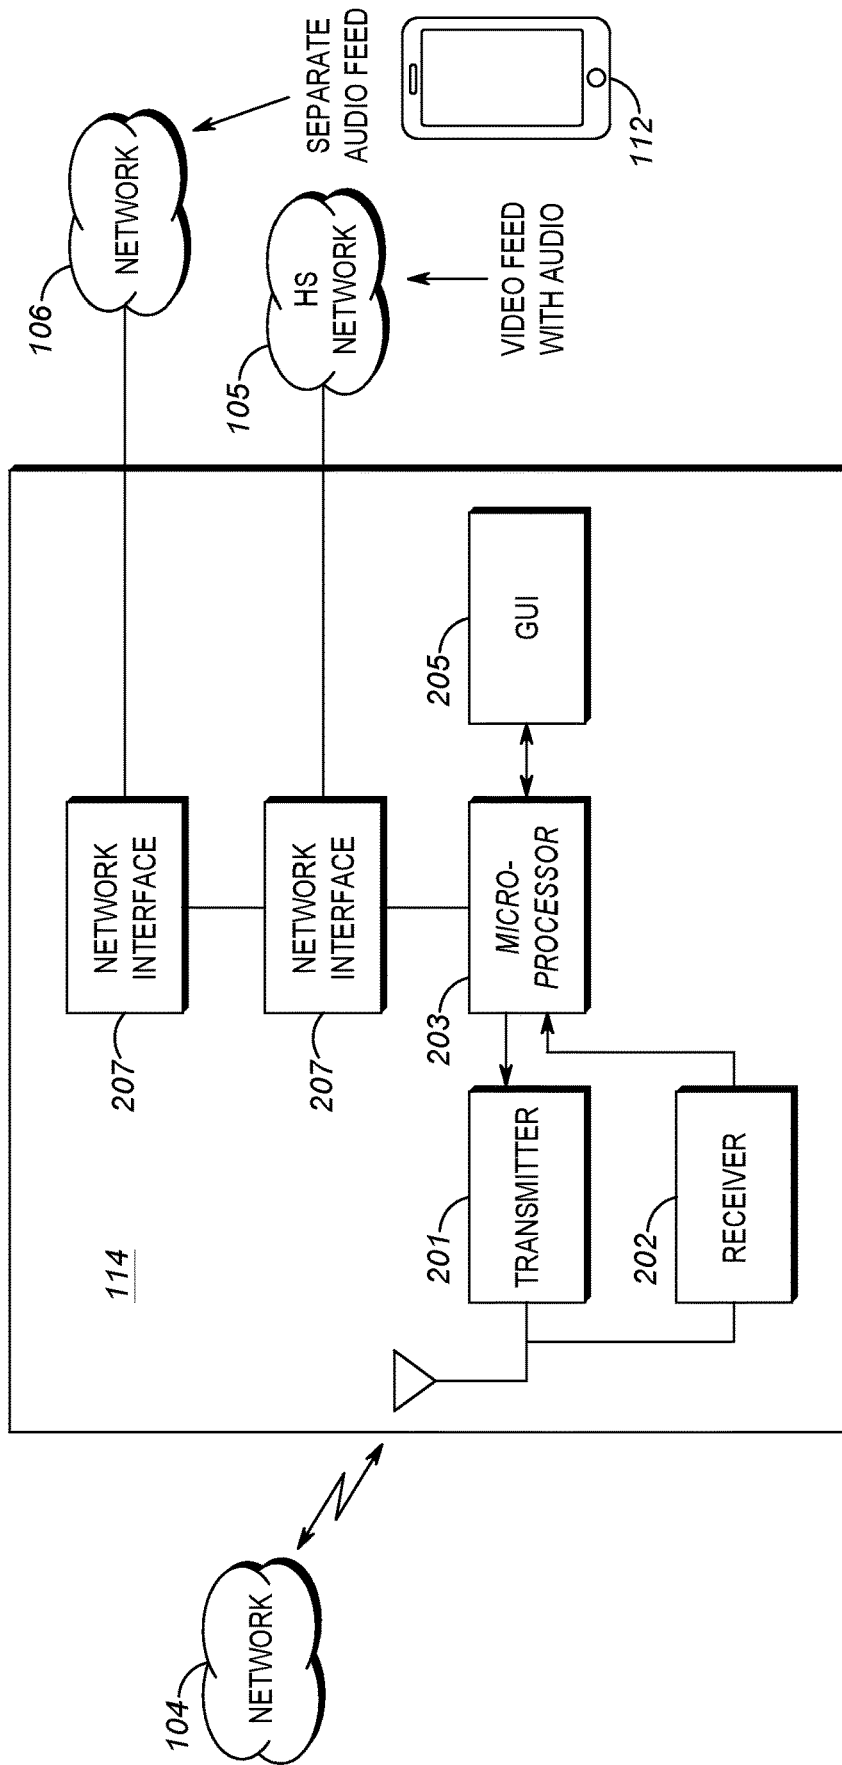 106
NETWORK
SEPARATE
AUDIO FEED
112
105
HS
NETWORK
VIDEO FEED
WITH AUDIO
114
207
NETWORK
INTERFACE
207
NETWORK
INTERFACE
104
NETWORK
201
TRANSMITTER
203
MICRO-
PROCESSOR
205
GUI
202
RECEIVER